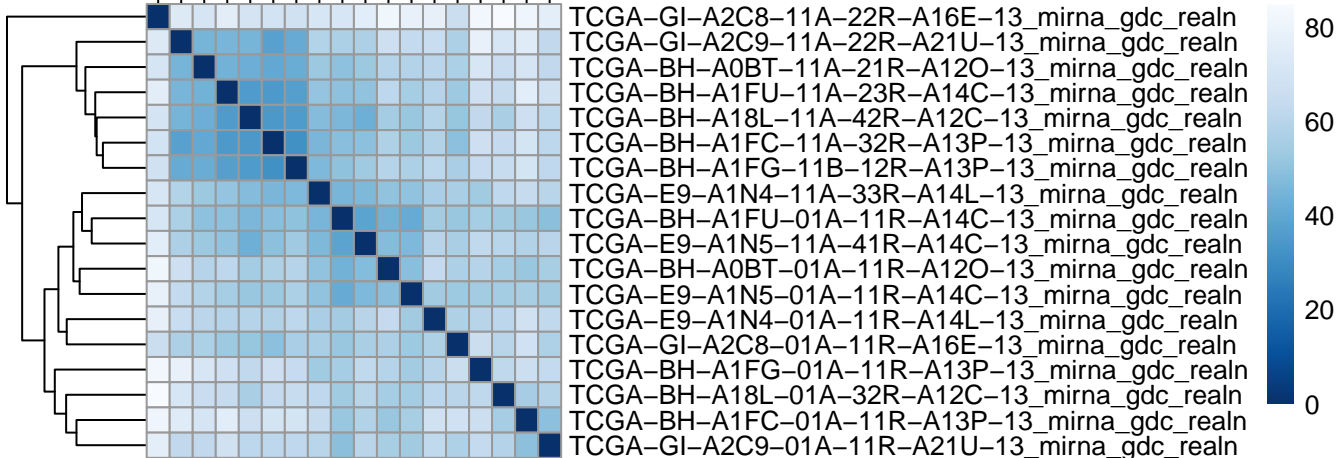 TCGA−GI−A2C8−11A−22R−A16E−13_mirna_gdc_realn
TCGA−GI−A2C9−11A−22R−A21U−13_mirna_gdc_realn
TCGA−BH−A0BT−11A−21R−A12O−13_mirna_gdc_realn
TCGA−BH−A1FU−11A−23R−A14C−13_mirna_gdc_realn
TCGA−BH−A18L−11A−42R−A12C−13_mirna_gdc_realn
TCGA−BH−A1FC−11A−32R−A13P−13_mirna_gdc_realn
TCGA−BH−A1FG−11B−12R−A13P−13_mirna_gdc_realn
TCGA−E9−A1N4−11A−33R−A14L−13_mirna_gdc_realn
TCGA−BH−A1FU−01A−11R−A14C−13_mirna_gdc_realn
TCGA−E9−A1N5−11A−41R−A14C−13_mirna_gdc_realn
TCGA−BH−A0BT−01A−11R−A12O−13_mirna_gdc_realn
TCGA−E9−A1N5−01A−11R−A14C−13_mirna_gdc_realn
TCGA−E9−A1N4−01A−11R−A14L−13_mirna_gdc_realn
TCGA−GI−A2C8−01A−11R−A16E−13_mirna_gdc_realn
TCGA−BH−A1FG−01A−11R−A13P−13_mirna_gdc_realn
TCGA−BH−A18L−01A−32R−A12C−13_mirna_gdc_realn
TCGA−BH−A1FC−01A−11R−A13P−13_mirna_gdc_realn
TCGA−GI−A2C9−01A−11R−A21U−13_mirna_gdc_realn
80
60
40
20
0